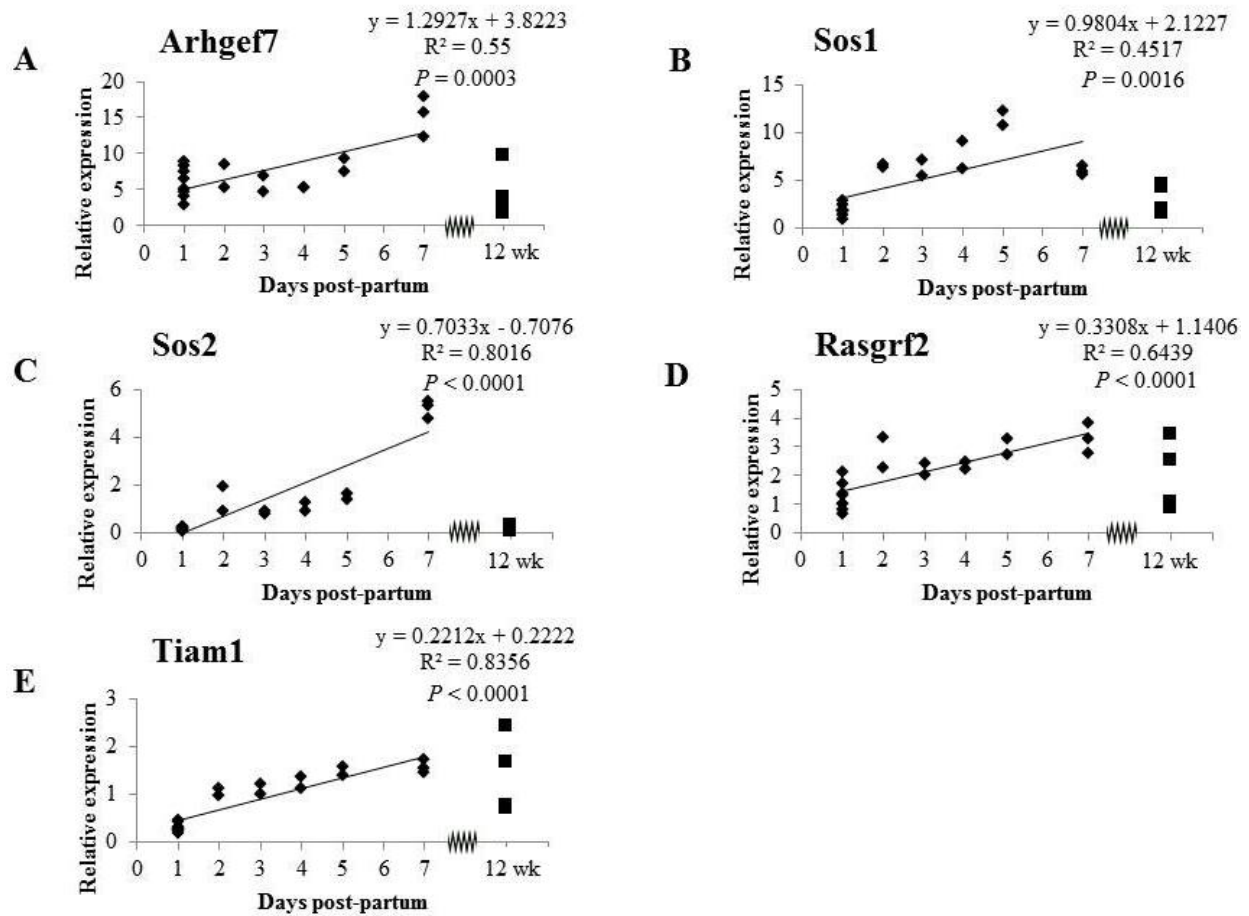 A
Arhgef7
y = 1.2927x + 3.8223
R² = 0.55
P = 0.0003
Relative expression
20
15
10
5
0
0 1 2 3 4 5 6 7 12 wk
Days post-partum
B
Sos1
y = 0.9804x + 2.1227
R² = 0.4517
P = 0.0016
Relative expression
15
10
5
0
0 1 2 3 4 5 6 7 12 wk
Days post-partum
C
Sos2
y = 0.7033x - 0.7076
R² = 0.8016
P < 0.0001
Relative expression
6
4
2
0
0 1 2 3 4 5 6 7 12 wk
Days post-partum
D
Rasgrf2
y = 0.3308x + 1.1406
R² = 0.6439
P < 0.0001
Relative expression
5
4
3
2
1
0
0 1 2 3 4 5 6 7 12 wk
Days post-partum
E
Tiam1
y = 0.2212x + 0.2222
R² = 0.8356
P < 0.0001
Relative expression
3
2
1
0
0 1 2 3 4 5 6 7 12 wk
Days post-partum